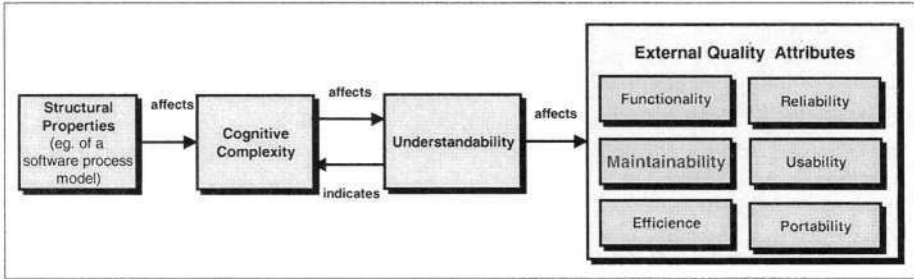 External Quality Attributes
Structural
Properties
(eg. of a
software process
model)
affects
Cognitive
Complexity
affects
indicates
Understandability
affects
Functionality
Reliability
Maintainability
Usability
Efficience
Portability